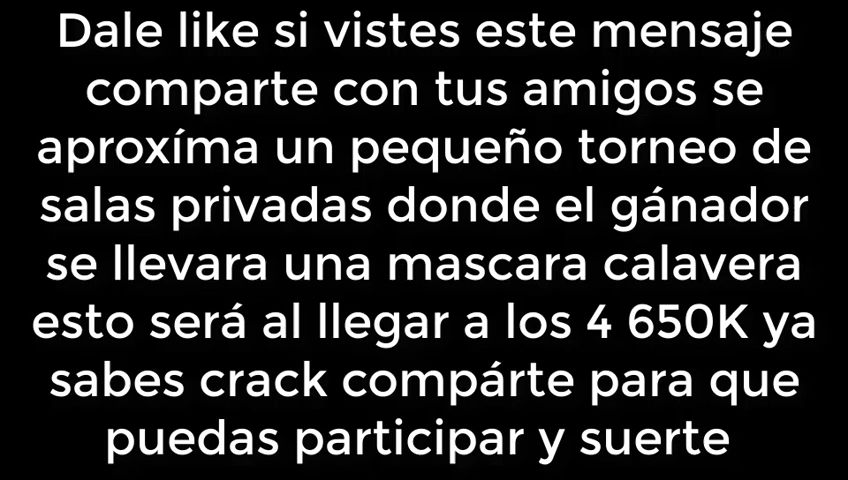 Dale like si vistes este mensaje
comparte con tus amigos se
aproxíma un pequeño torneo de
salas privadas donde el gánador
se llevara una mascara calavera
esto será al llegar a los 4 650K ya
sabes crack compárte para que
puedas participar y suerte